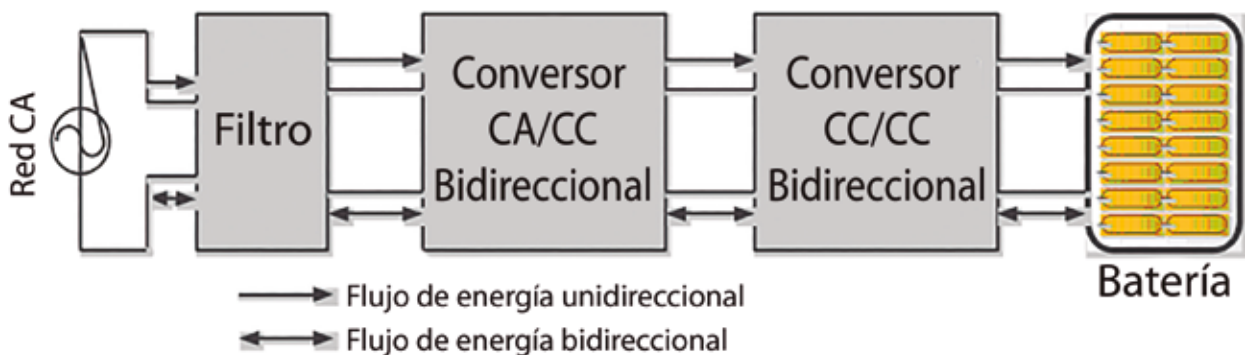 Red CA
Filtro
Conversor
CA/CC
Bidireccional
Conversor
CC/CC
Bidireccional
Batería
Flujo de energía unidireccional
Flujo de energía bidireccional